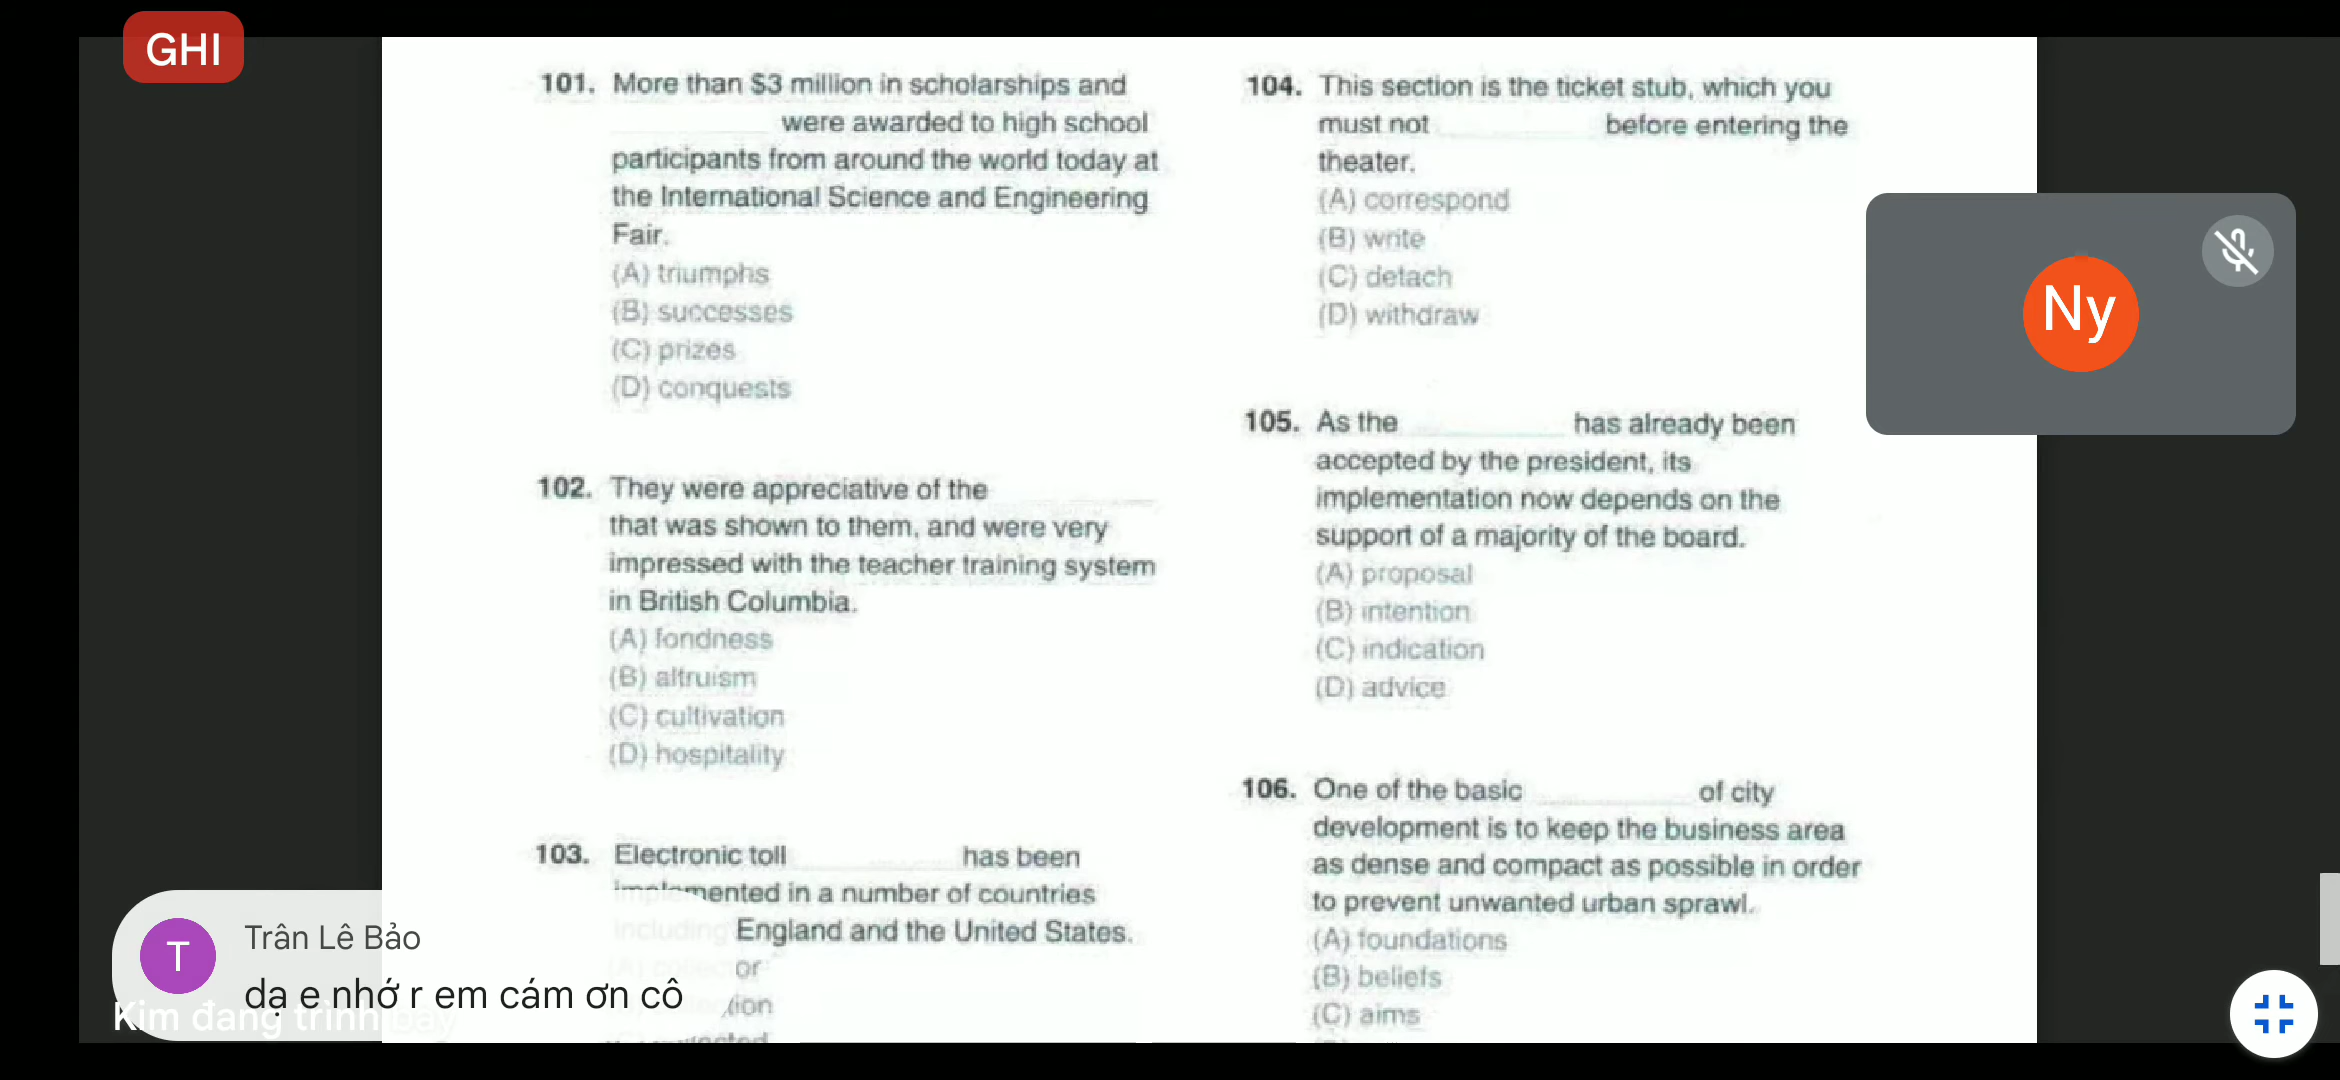 GHI
101. More than $3 million in scholarships and
were awarded to high school
participants from around the world today at
the International Science and Engineering
Fair.
(A) triumphs
(B) successes
(C) prizes
(D) conquests
102. They were appreciative of the
that was shown to them, and were very
impressed with the teacher training system
in British Columbia.
(A) fondness
(B) altruism
(C) cultivation
(D) hospitality
103. Electronic toll has been
implemented in a number of countries
including England and the United States.
(A) collector
104. This section is the ticket stub, which you
must not before entering the
theater.
(A) correspond
(B) write
(C) detach
(D) withdraw
105. As the has already been
accepted by the president, its
implementation now depends on the
support of a majority of the board.
(A) proposal
(B) intention
(C) indication
(D) advice
106. One of the basic of city
development is to keep the business area
as dense and compact as possible in order
to prevent unwanted urban sprawl.
(A) foundations
(B) beliefs
(C) aims
Ny
T
Trân Lê Bảo
dạ e nhớ r em cám ơn cô
Kim đang trình bày